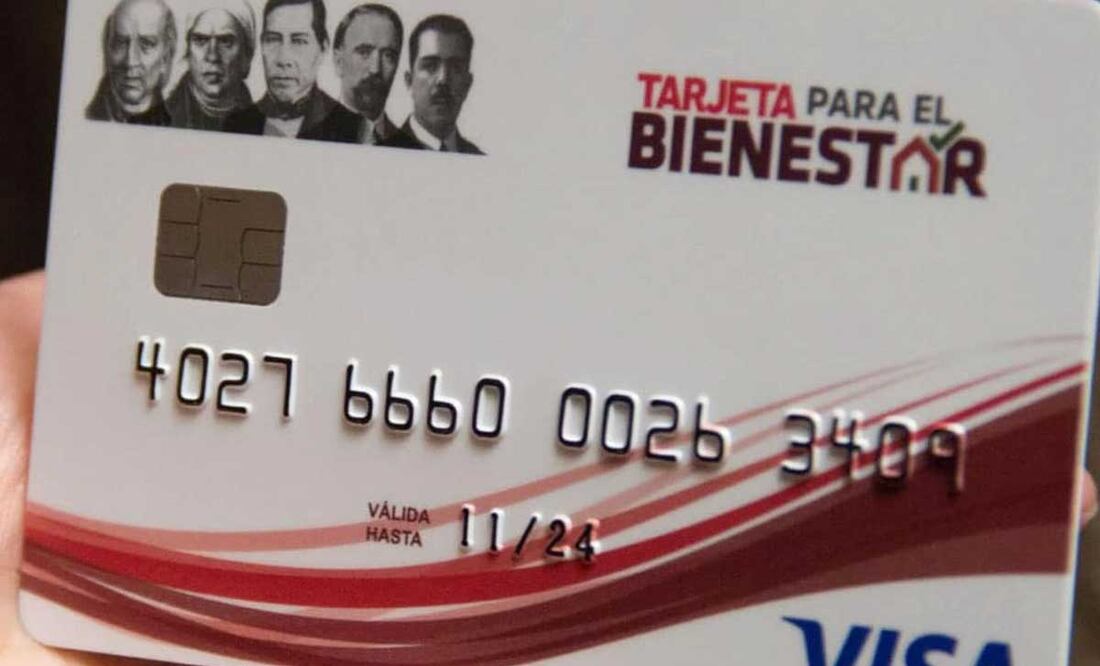 TARJETA PARA EL
BIENESTAR
4027 6660 0026 3409
VÁLIDA
HASTA
11/24
VISA